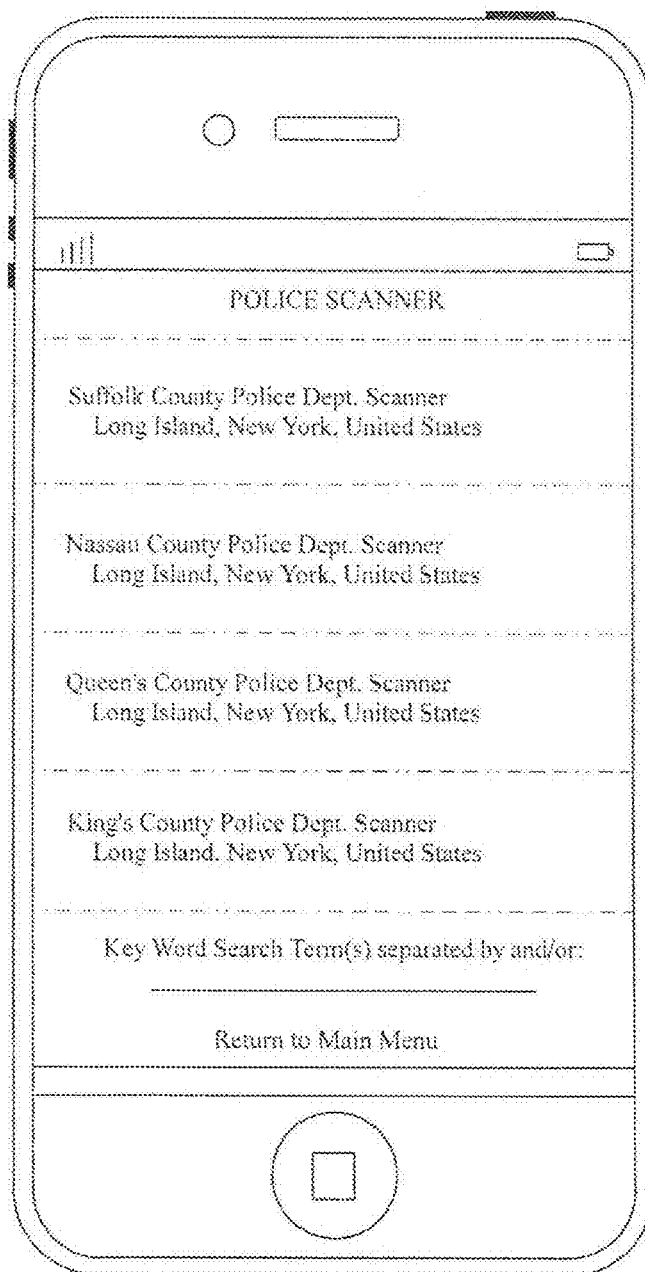 POLICE SCANNER
Suffolk County Police Dept. Scanner
Long Island, New York, United States
Nassau County Police Dept. Scanner
Long Island, New York, United States
Queen's County Police Dept. Scanner
Long Island, New York, United States
King's County Police Dept. Scanner
Long Island. New York, United States
Key Word Search Term(s) separated by and/or:
Return to Main Menu